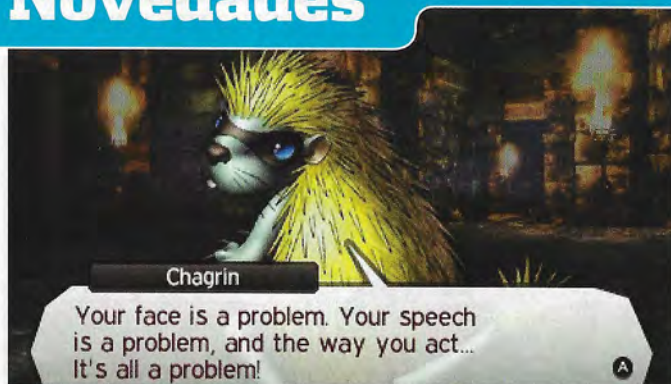 Novedades
Chagrin
Your face is a problem. Your speech
is a problem, and the way you act...
It's all a problem!
A